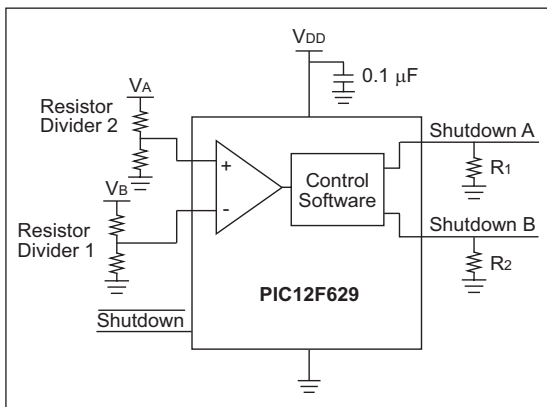 VDD
0.1 μF
VA
Resistor
Divider 2
Shutdown A
+
Control
Software
R1
VB
-
Shutdown B
Resistor
Divider 1
R2
PIC12F629
Shutdown